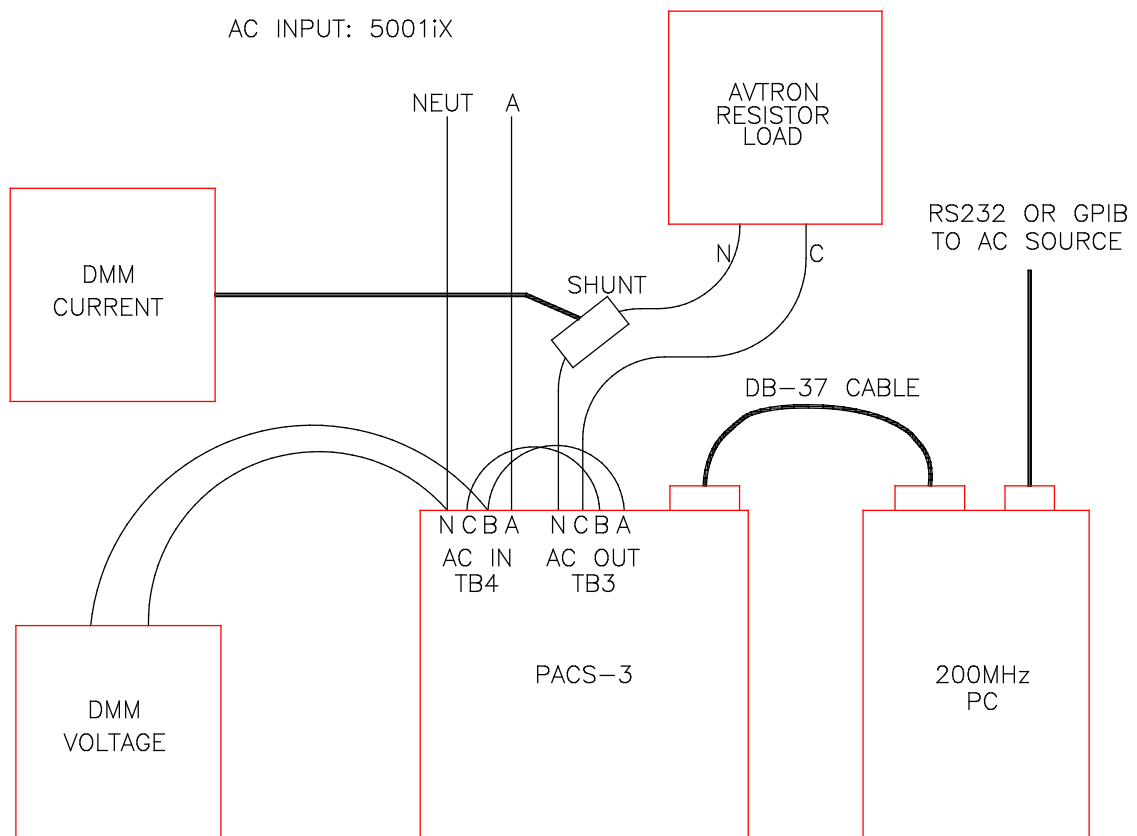 AC INPUT: 5001iX
NEUT A
AVTRON
RESISTOR
LOAD
RS232 OR GPIB
TO AC SOURCE
N C
DMM
CURRENT
SHUNT
DB-37 CABLE
N C B A N C B A
AC IN AC OUT
TB4 TB3
PACS-3
200MHz
PC
DMM
VOLTAGE